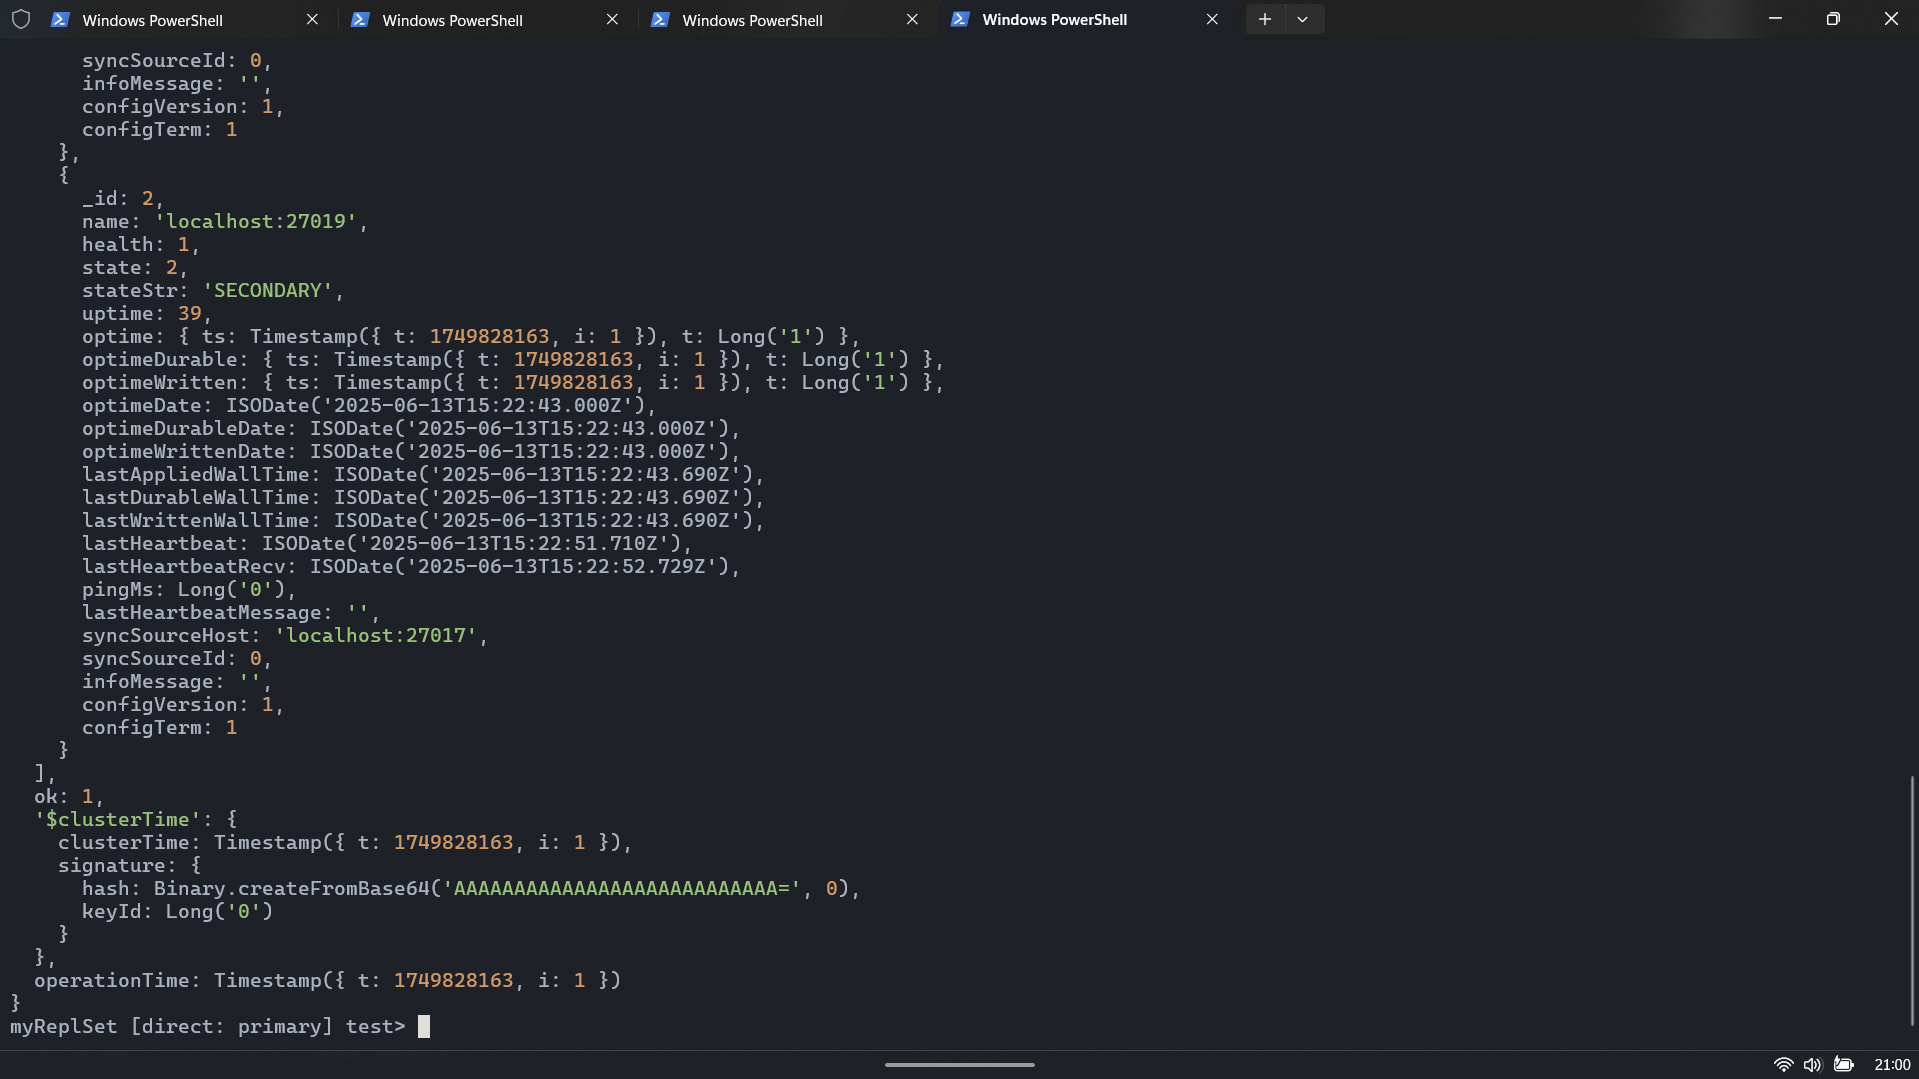 Windows PowerShell
Windows PowerShell
Windows PowerShell
Windows PowerShell
syncSourceId: 0,
infoMessage: '',
configVersion: 1,
configTerm: 1
},
{
_id: 2,
name: 'localhost:27019',
health: 1,
state: 2,
stateStr: 'SECONDARY',
uptime: 39,
optime: { ts: Timestamp({ t: 1749828163, i: 1 }), t: Long('1') },
optimeDurable: { ts: Timestamp({ t: 1749828163, i: 1 }), t: Long('1') },
optimeWritten: { ts: Timestamp({ t: 1749828163, i: 1 }), t: Long('1') },
optimeDate: ISODate('2025-06-13T15:22:43.000Z'),
optimeDurableDate: ISODate('2025-06-13T15:22:43.000Z'),
optimeWrittenDate: ISODate('2025-06-13T15:22:43.000Z'),
lastAppliedWallTime: ISODate('2025-06-13T15:22:43.690Z'),
lastDurableWallTime: ISODate('2025-06-13T15:22:43.690Z'),
lastWrittenWallTime: ISODate('2025-06-13T15:22:43.690Z'),
lastHeartbeat: ISODate('2025-06-13T15:22:51.710Z'),
lastHeartbeatRecv: ISODate('2025-06-13T15:22:52.729Z'),
pingMs: Long('0'),
lastHeartbeatMessage: '',
syncSourceHost: 'localhost:27017',
syncSourceId: 0,
infoMessage: '',
configVersion: 1,
configTerm: 1
}
],
ok: 1,
'$clusterTime': {
clusterTime: Timestamp({ t: 1749828163, i: 1 }),
signature: {
hash: Binary.createFromBase64('AAAAAAAAAAAAAAAAAAAAAAAAAAA=', 0),
keyId: Long('0')
}
},
operationTime: Timestamp({ t: 1749828163, i: 1 })
}
myReplSet [direct: primary] test>
21:00